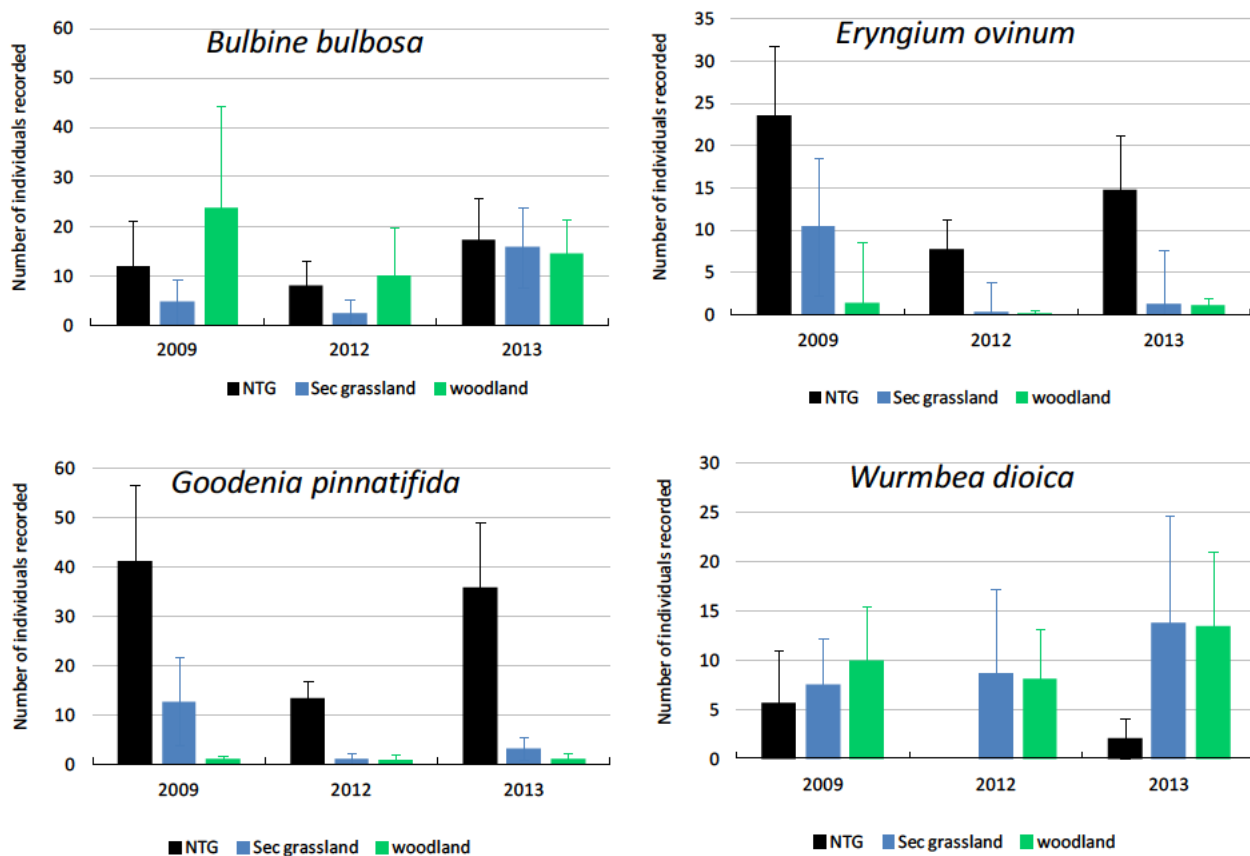 Bulbine bulbosa
Number of individuals recorded
60
50
40
30
20
10
0
2009 2012 2013
NTG Sec grassland woodland
Eryngium ovinum
Number of individuals recorded
35
30
25
20
15
10
5
0
2009 2012 2013
NTG Sec grassland woodland
Goodenia pinnatifida
Number of individuals recorded
60
50
40
30
20
10
0
2009 2012 2013
NTG Sec grassland woodland
Wurmbea dioica
Number of individuals recorded
30
25
20
15
10
5
0
2009 2012 2013
NTG Sec grassland woodland